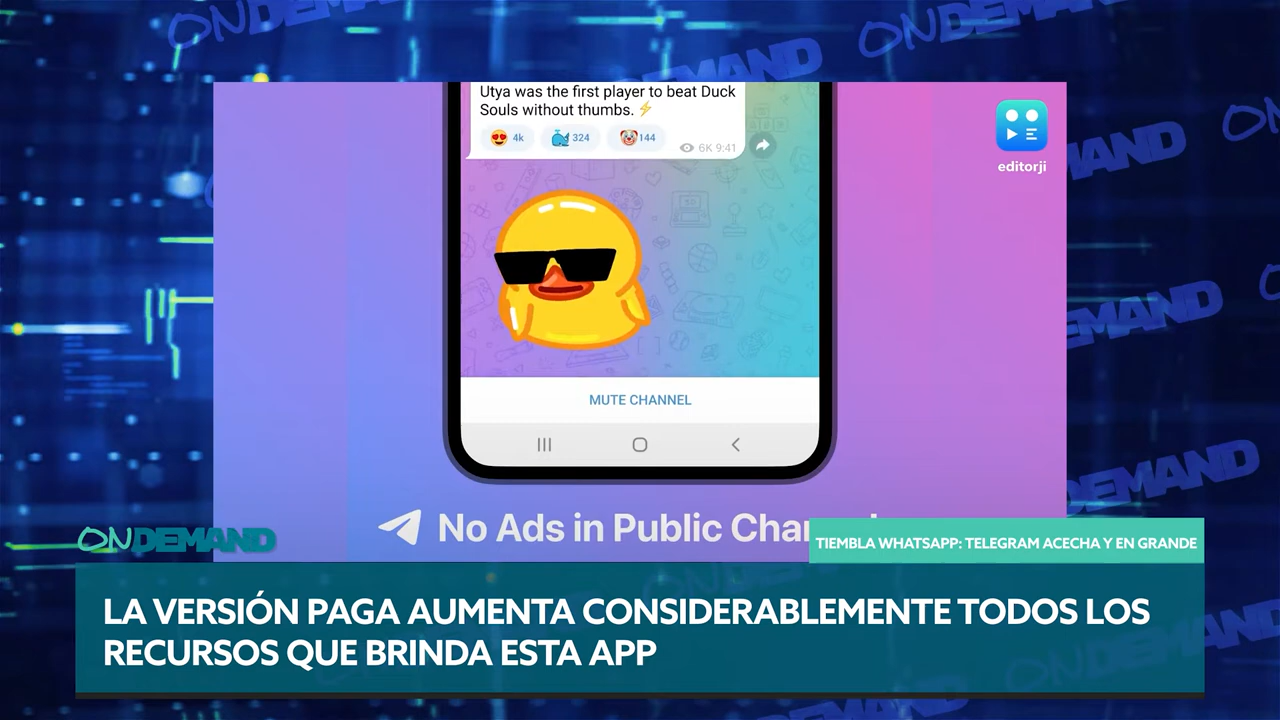 ONDEMAND
ONDEMAND
Utya was the first player to beat Duck
Souls without thumbs. ⚡
4k
324
144
6K 9:41
editorji
MUTE CHANNEL
No Ads in Public
ONDEMAND
TIEMBLA WHATSAPP: TELEGRAM ACECHA Y EN GRANDE
LA VERSIÓN PAGA AUMENTA CONSIDERABLEMENTE TODOS LOS
RECURSOS QUE BRINDA ESTA APP